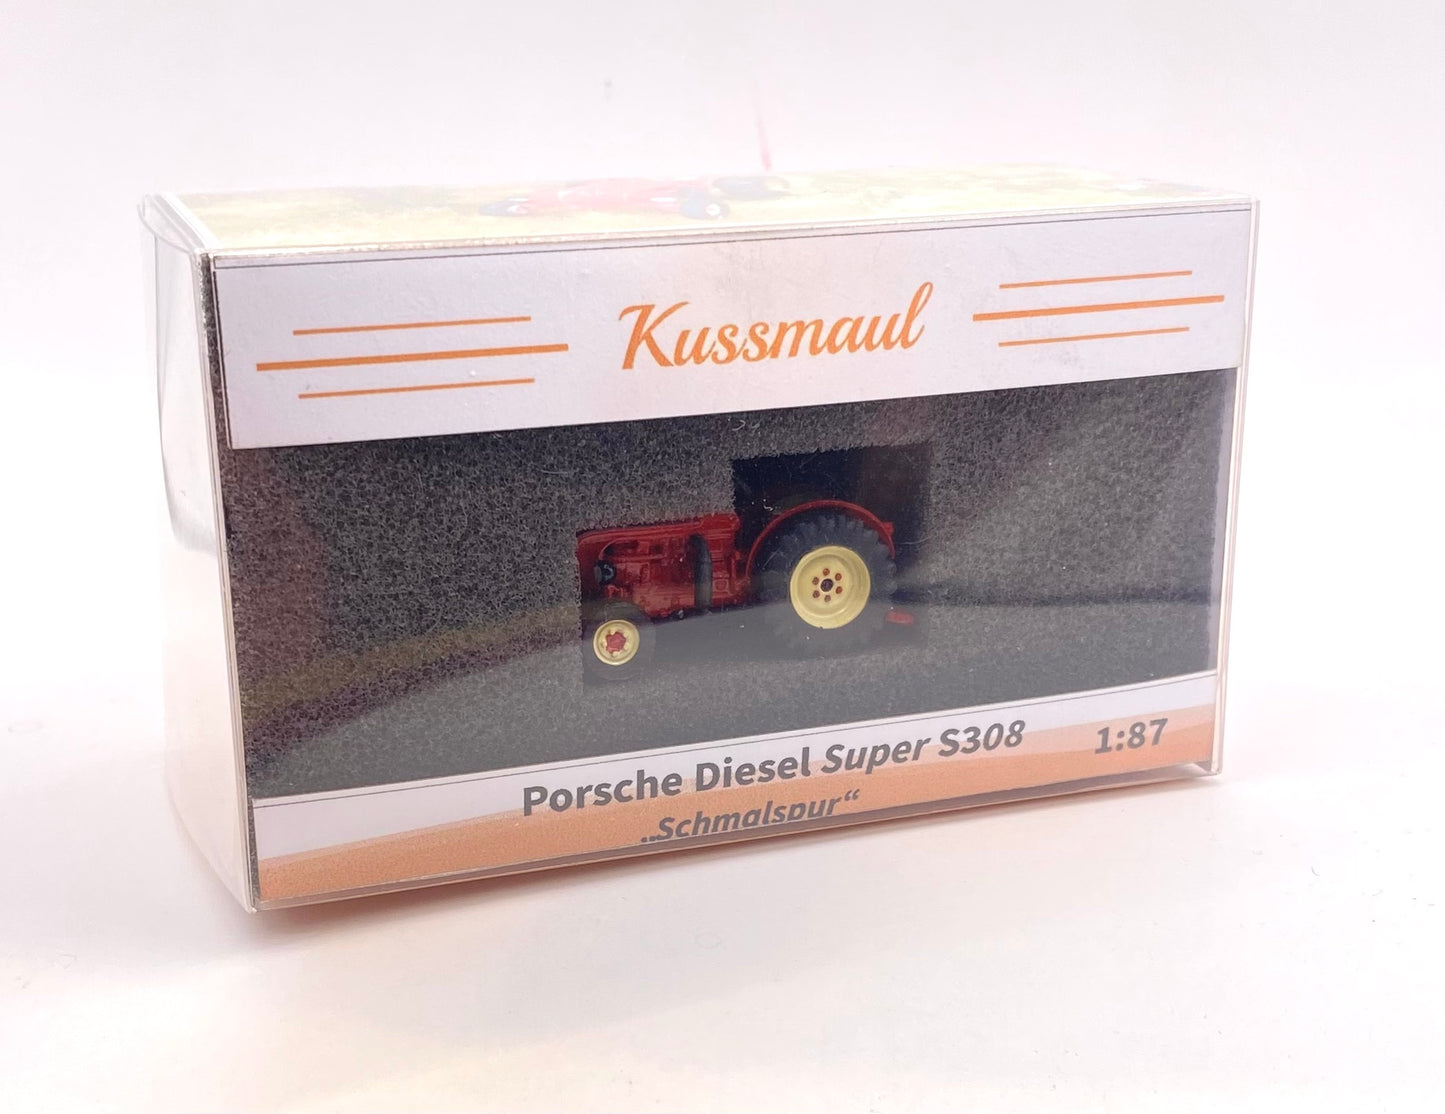 Kussmaul
Porsche Diesel Super S308 1:87
„Schmalspur“